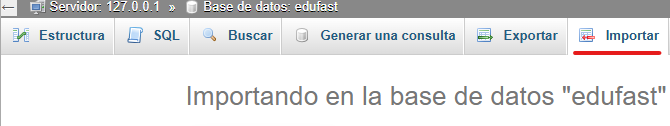 Servidor: 127.0.0.1 » Base de datos: edufast
Estructura SQL Buscar Generar una consulta Exportar Importar
Importando en la base de datos "edufast"